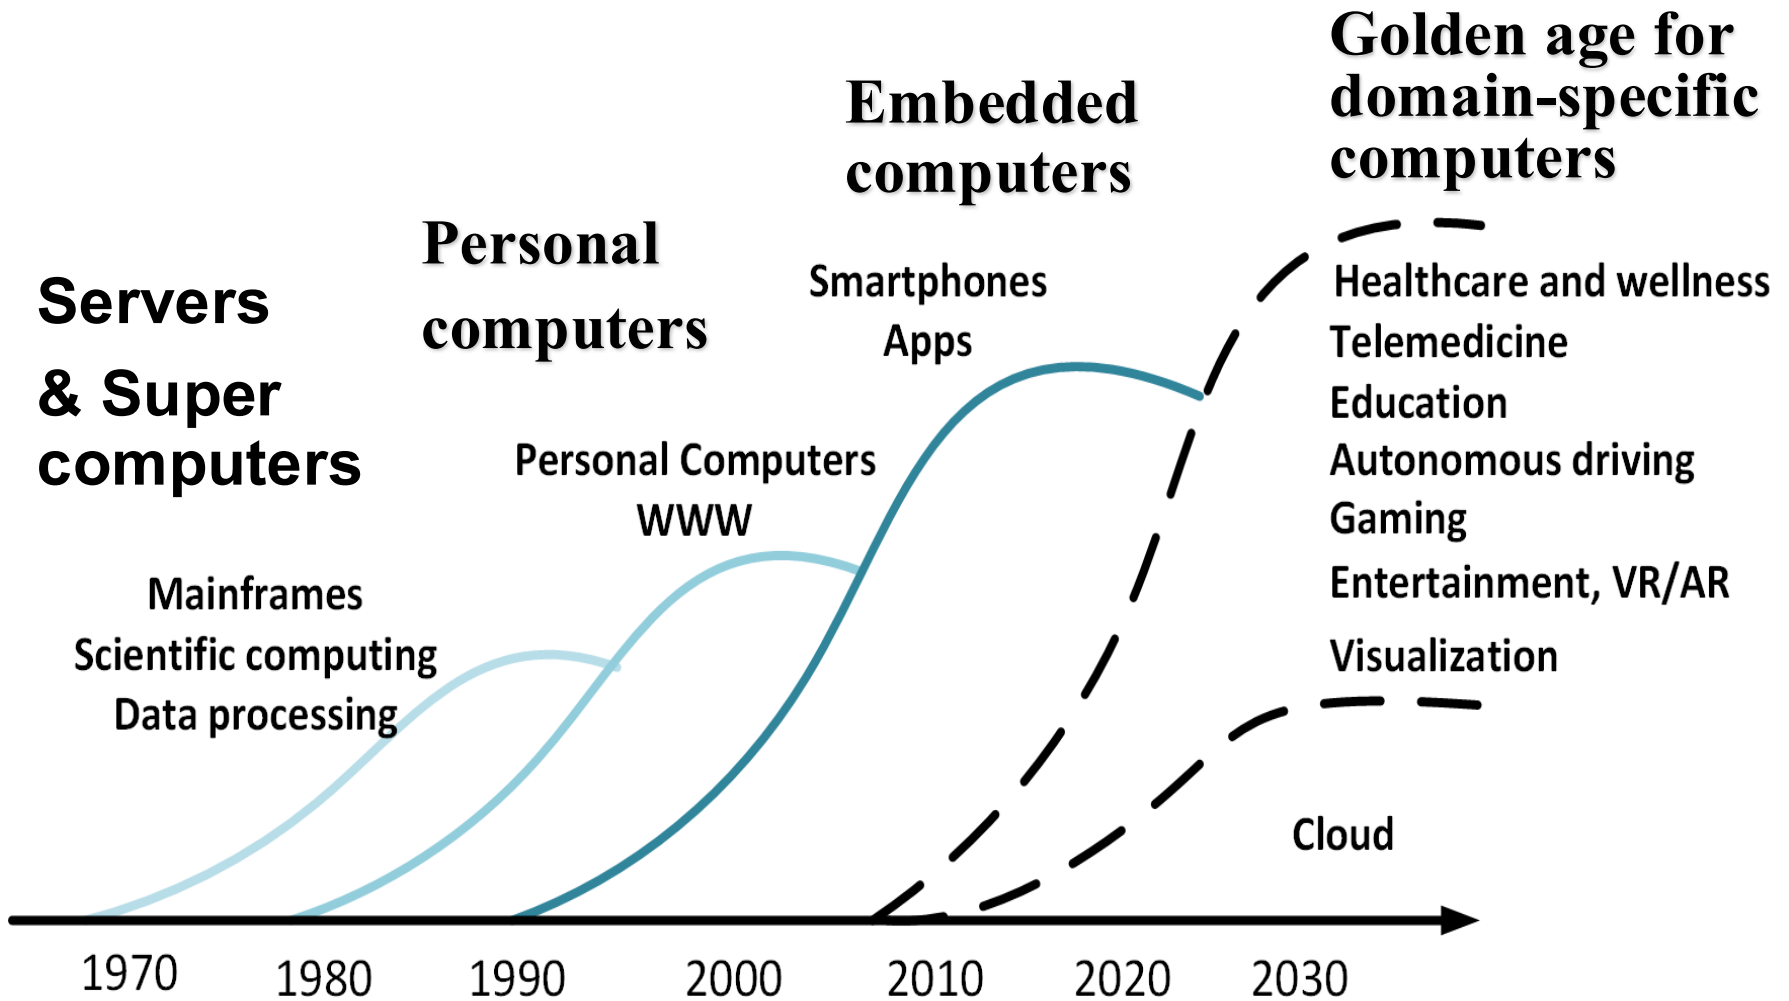 Servers
& Super
computers
Mainframes
Scientific computing
Data processing
Personal
computers
Personal Computers
WWW
Embedded
computers
Smartphones
Apps
Golden age for
domain-specific
computers
Healthcare and wellness
Telemedicine
Education
Autonomous driving
Gaming
Entertainment, VR/AR
Visualization
Cloud
1970 1980 1990 2000 2010 2020 2030